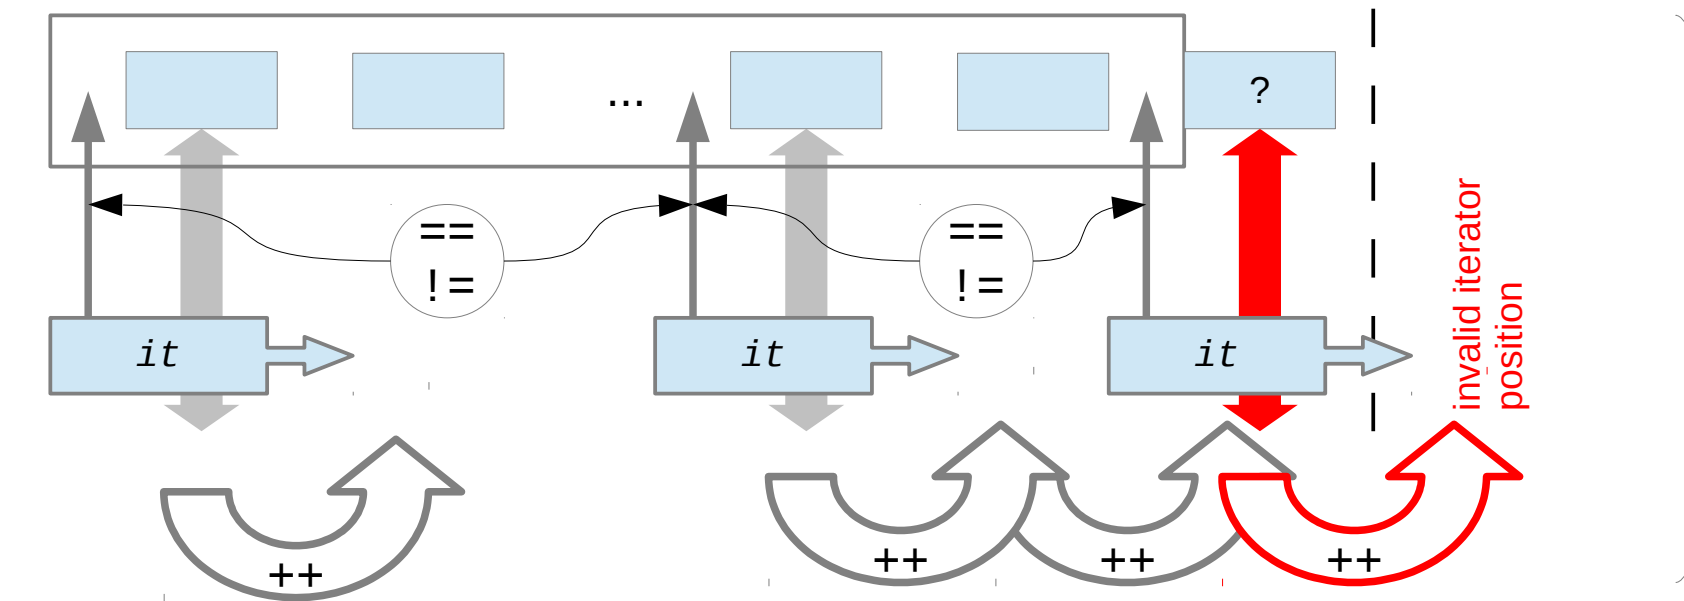 ...
?
==
!=
==
!=
it
it
it
invalid iterator
position
++
++
++
++